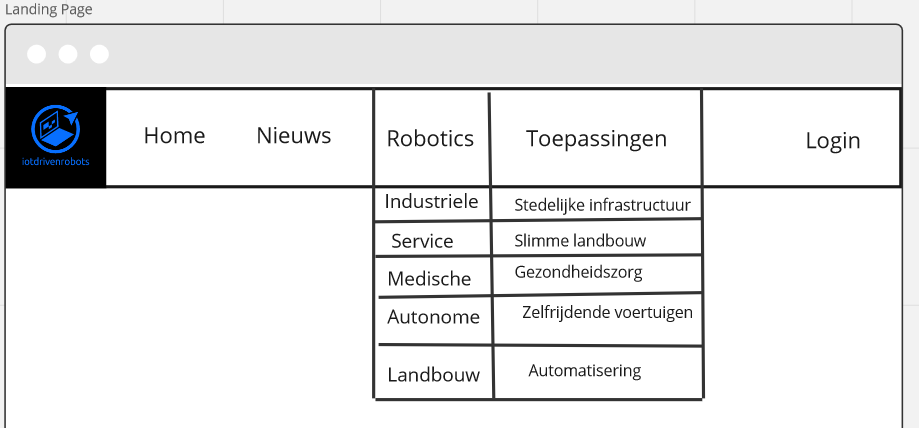 Landing Page
iotdrivenrobots
Home
Nieuws
Robotics
Toepassingen
Login
Industriele
Stedelijke infrastructuur
Service
Slimme landbouw
Medische
Gezondheidszorg
Autonome
Zelfrijdende voertuigen
Landbouw
Automatisering